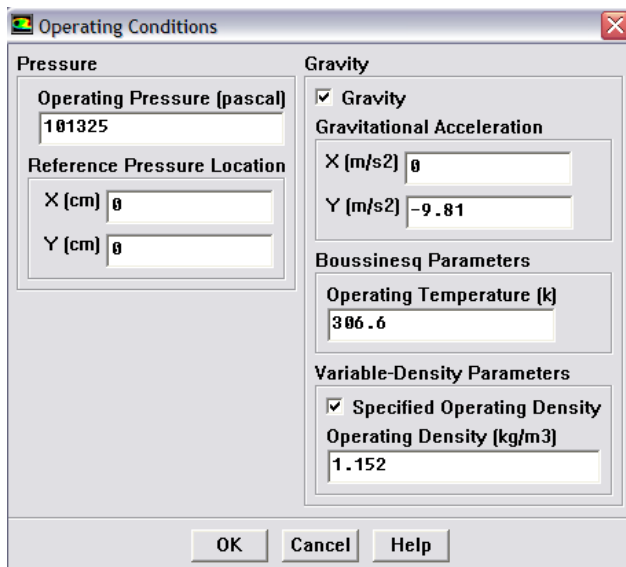 Operating Conditions
Pressure
Operating Pressure (pascal)
101325
Reference Pressure Location
X (cm) 0
Y (cm) 0
Gravity
Gravity
Gravitational Acceleration
X (m/s2) 0
Y (m/s2) -9.81
Boussinesq Parameters
Operating Temperature (k)
306.6
Variable-Density Parameters
Specified Operating Density
Operating Density (kg/m3)
1.152
OK Cancel Help